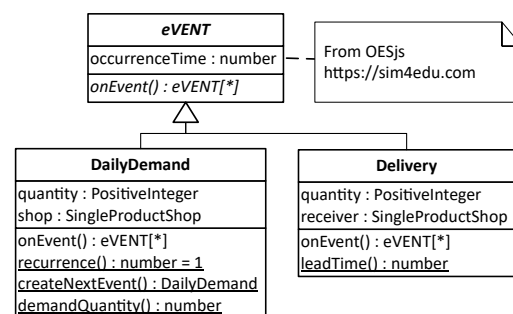 eVENT
occurrenceTime : number
onEvent() : eVENT[*]
From OESjs
https://sim4edu.com
DailyDemand
quantity : PositiveInteger
shop : SingleProductShop
onEvent() : eVENT[*]
recurrence() : number = 1
createNextEvent() : DailyDemand
demandQuantity() : number
Delivery
quantity : PositiveInteger
receiver : SingleProductShop
onEvent() : eVENT[*]
leadTime() : number